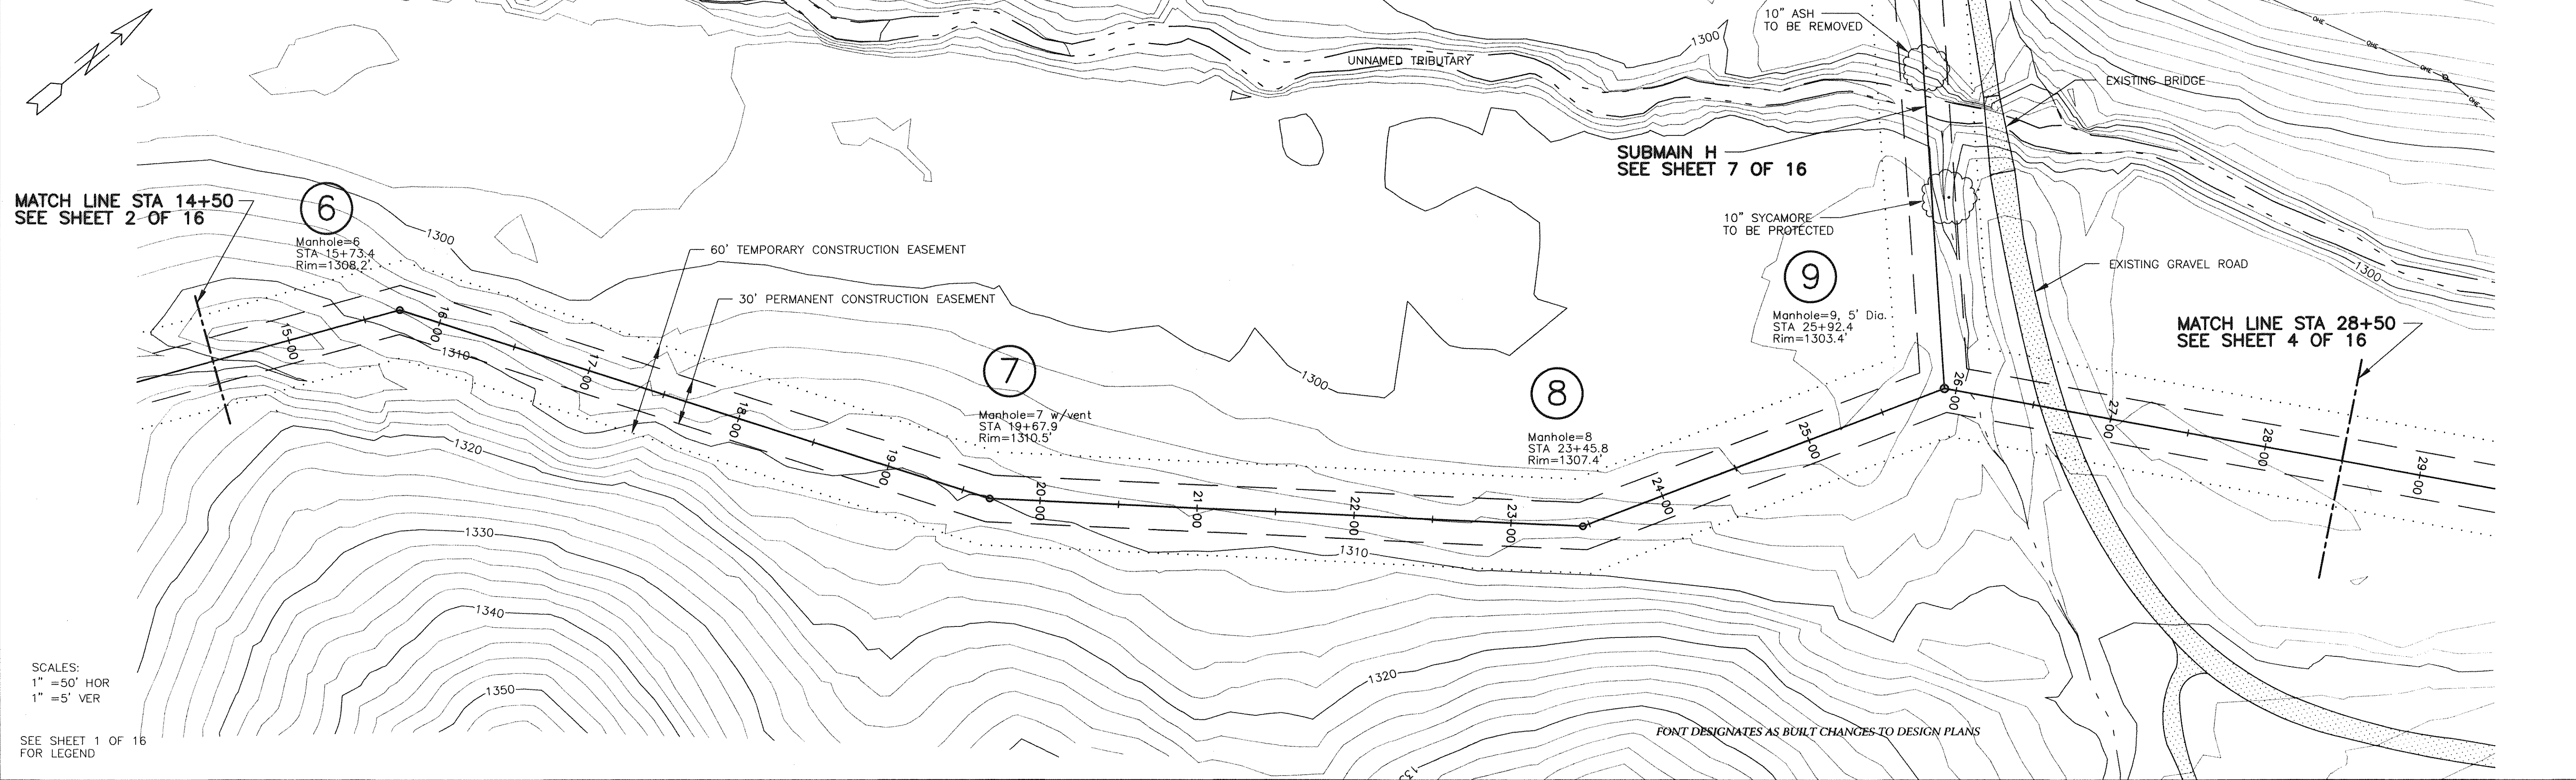 10" ASH
TO BE REMOVED
1300
UNNAMED TRIBUTARY
EXISTING BRIDGE
OHE
OHE
OHE
OHE
OHE
N
SUBMAIN H
SEE SHEET 7 OF 16
MATCH LINE STA 14+50
SEE SHEET 2 OF 16
6
Manhole=6
STA 15+73.4
Rim=1308.2'
1300
60' TEMPORARY CONSTRUCTION EASEMENT
30' PERMANENT CONSTRUCTION EASEMENT
10" SYCAMORE
TO BE PROTECTED
9
Manhole=9, 5' Dia.
STA 25+92.4
Rim=1303.4'
EXISTING GRAVEL ROAD
1300
MATCH LINE STA 28+50
SEE SHEET 4 OF 16
15+00
16+00
1310
17+00
18+00
19+00
7
Manhole=7 w/vent
STA 19+67.9
Rim=1310.5'
1300
8
Manhole=8
STA 23+45.8
Rim=1307.4'
20+00
21+00
22+00
23+00
24+00
25+00
26+00
27+00
28+00
29+00
1310
1320
1330
1340
1350
1320
SCALES:
1" =50' HOR
1" =5' VER
SEE SHEET 1 OF 16
FOR LEGEND
FONT DESIGNATES AS BUILT CHANGES TO DESIGN PLANS